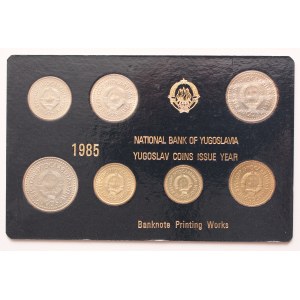 1985
NATIONAL BANK OF YUGOSLAVIA
YUGOSLAV COINS ISSUE YEAR
Banknote Printing Works